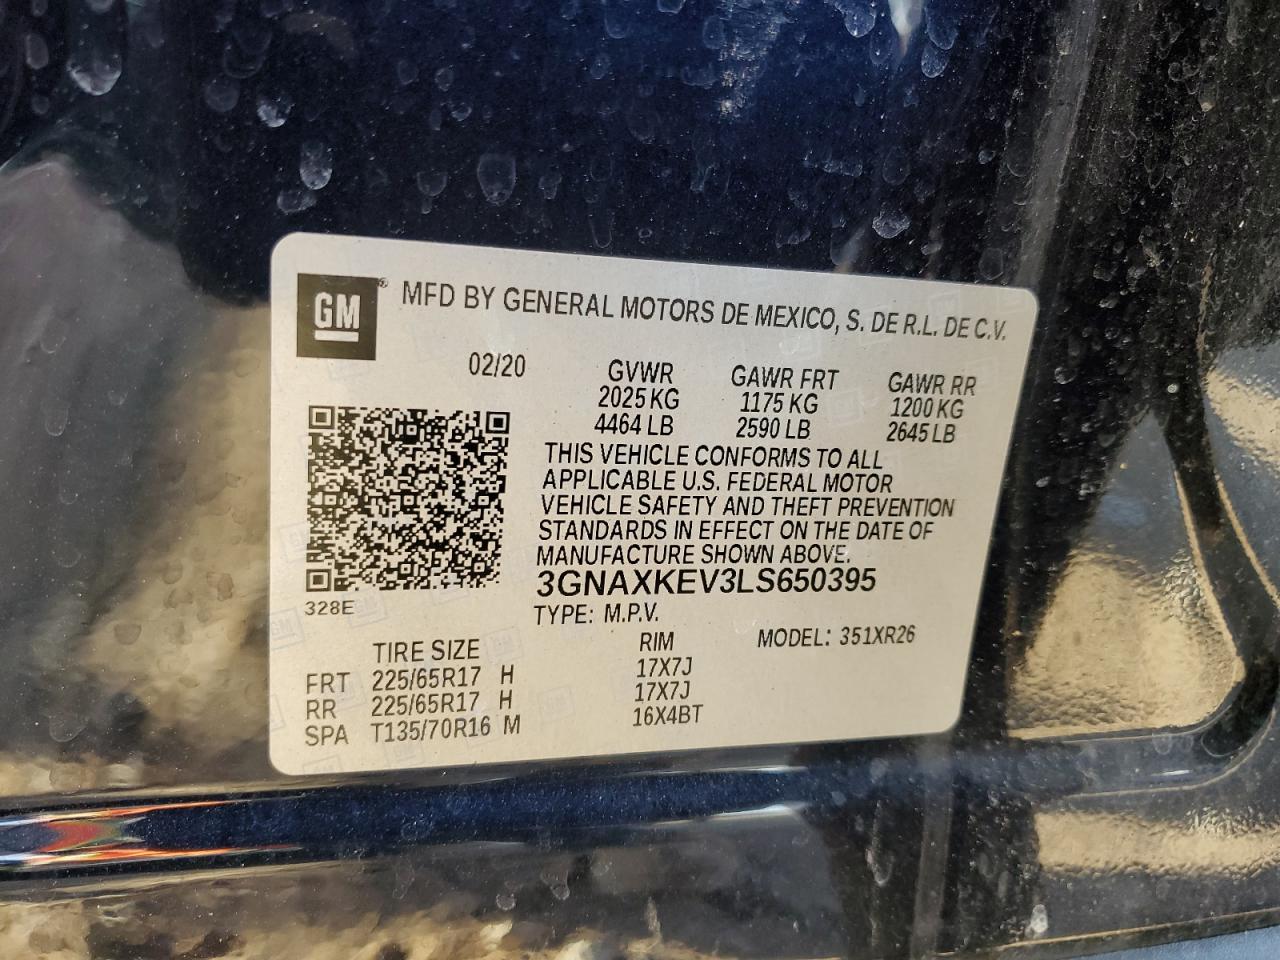 GM ® MFD BY GENERAL MOTORS DE MEXICO, S. DE R.L. DE C.V.
02/20 GVWR GAWR FRT GAWR RR
2025 KG 1175 KG 1200 KG
4464 LB 2590 LB 2645 LB
THIS VEHICLE CONFORMS TO ALL
APPLICABLE U.S. FEDERAL MOTOR
VEHICLE SAFETY AND THEFT PREVENTION
STANDARDS IN EFFECT ON THE DATE OF
MANUFACTURE SHOWN ABOVE.
3GNAXKEV3LS650395
328E TYPE: M.P.V.
TIRE SIZE RIM MODEL: 351XR26
FRT 225/65R17 H 17X7J
RR 225/65R17 H 17X7J
SPA T135/70R16 M 16X4BT